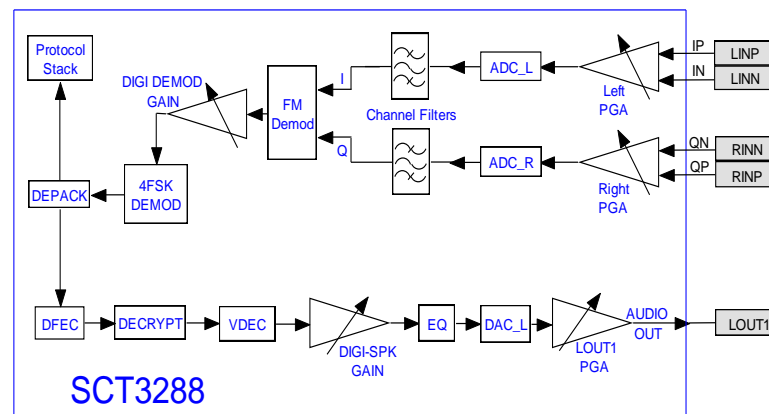 Protocol
Stack
DIGI DEMOD
GAIN
FM
Demod
I
Q
Channel Filters
ADC_L
ADC_R
Left
PGA
Right
PGA
IP
IN
QN
QP
LINP
LINN
RINN
RINP
DEPACK
4FSK
DEMOD
DFEC
DECRYPT
VDEC
DIGI-SPK
GAIN
EQ
DAC_L
LOUT1
PGA
AUDIO
OUT
LOUT1
SCT3288